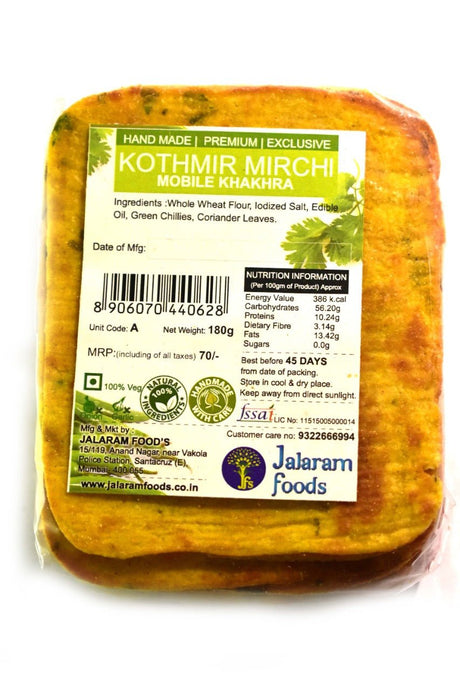 HAND MADE | PREMIUM | EXCLUSIVE
KOTHMIR MIRCHI
MOBILE KHAKHRA
Ingredients :Whole Wheat Flour, Iodized Salt, Edible
Oil, Green Chillies, Coriander Leaves.
Date of Mfg:
8 906070 440628
Unit Code: A Net Weight: 180g
MRP:(including of all taxes) 70/-
100% Veg
NATURAL
100%
INGREDIENTS
HANDMADE
WITH CARE
Mfg & Mkt by :
JALARAM FOOD'S
15/119, Anand Nagar, near Vakola
Police Station, Santacruz (E),
Mumbai- 400 055
www.jalaramfoods.co.in
NUTRITION INFORMATION
(Per 100gm of Product) Approx
Energy Value 386 k.cal
Carbohydrates 56.20g
Proteins 10.24g
Dietary Fibre 3.14g
Fats 13.42g
Sugars 0.0g
Best before 45 DAYS
from date of packing.
Store in cool & dry place.
Keep away from direct sunlight.
fssai LIC No: 11515005000014
Customer care no: 9322666994
Jalaram
foods